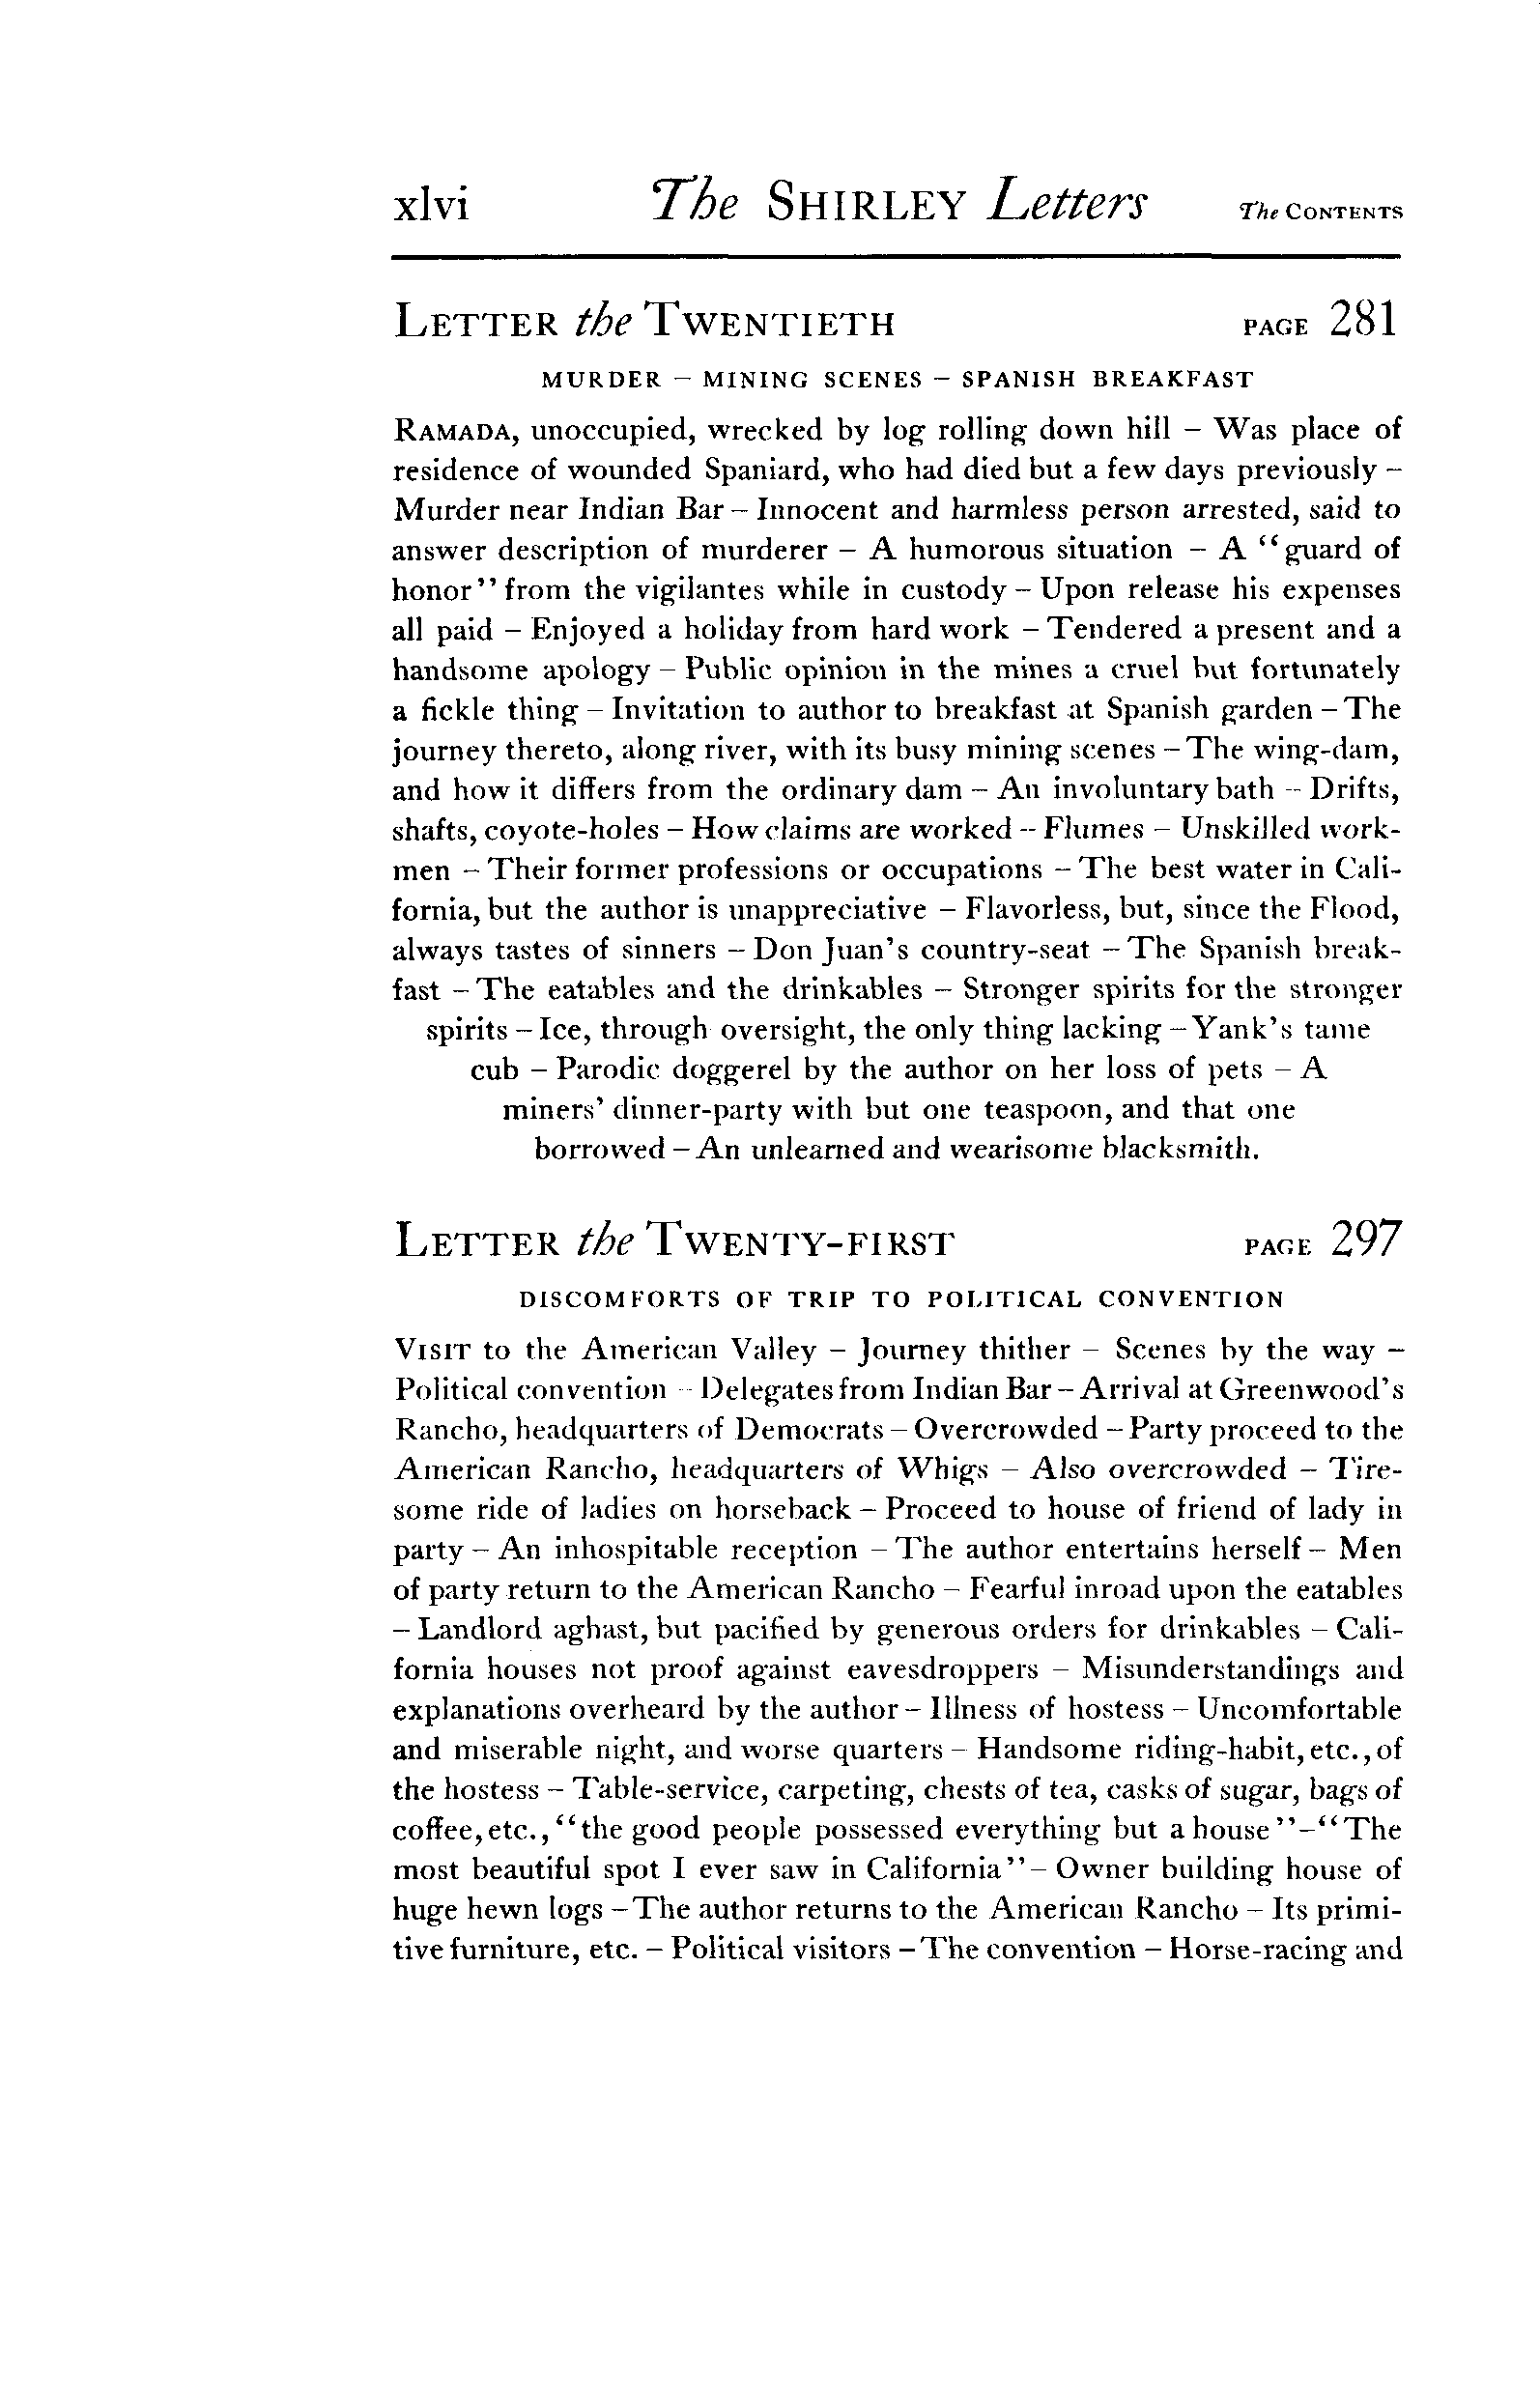 xlvi The SHIRLEY Letters The CONTENTS
LETTER the TWENTIETH PAGE 281
MURDER – MINING SCENES – SPANISH BREAKFAST
RAMADA, unoccupied, wrecked by log rolling down hill – Was place of
residence of wounded Spaniard, who had died but a few days previously –
Murder near Indian Bar – Innocent and harmless person arrested, said to
answer description of murderer – A humorous situation – A “guard of
honor” from the vigilantes while in custody – Upon release his expenses
all paid – Enjoyed a holiday from hard work – Tendered a present and a
handsome apology – Public opinion in the mines a cruel but fortunately
a fickle thing – Invitation to author to breakfast at Spanish garden – The
journey thereto, along river, with its busy mining scenes – The wing-dam,
and how it differs from the ordinary dam – An involuntary bath – Drifts,
shafts, coyote-holes – How claims are worked – Flumes – Unskilled work-
men – Their former professions or occupations – The best water in Cali-
fornia, but the author is unappreciative – Flavorless, but, since the Flood,
always tastes of sinners – Don Juan’s country-seat – The Spanish break-
fast – The eatables and the drinkables – Stronger spirits for the stronger
spirits – Ice, through oversight, the only thing lacking – Yank’s tame
cub – Parodic doggerel by the author on her loss of pets – A
miners’ dinner-party with but one teaspoon, and that one
borrowed – An unlearned and wearisome blacksmith.
LETTER the TWENTY-FIRST PAGE 297
DISCOMFORTS OF TRIP TO POLITICAL CONVENTION
VISIT to the American Valley – Journey thither – Scenes by the way –
Political convention – Delegates from Indian Bar – Arrival at Greenwood’s
Rancho, headquarters of Democrats – Overcrowded – Party proceed to the
American Rancho, headquarters of Whigs – Also overcrowded – Tire-
some ride of ladies on horseback – Proceed to house of friend of lady in
party – An inhospitable reception – The author entertains herself – Men
of party return to the American Rancho – Fearful inroad upon the eatables
– Landlord aghast, but pacified by generous orders for drinkables – Cali-
fornia houses not proof against eavesdroppers – Misunderstandings and
explanations overheard by the author – Illness of hostess – Uncomfortable
and miserable night, and worse quarters – Handsome riding-habit, etc., of
the hostess – Table-service, carpeting, chests of tea, casks of sugar, bags of
coffee, etc., “the good people possessed everything but a house” – “The
most beautiful spot I ever saw in California” – Owner building house of
huge hewn logs – The author returns to the American Rancho – Its primi-
tive furniture, etc. – Political visitors – The convention – Horse-racing and